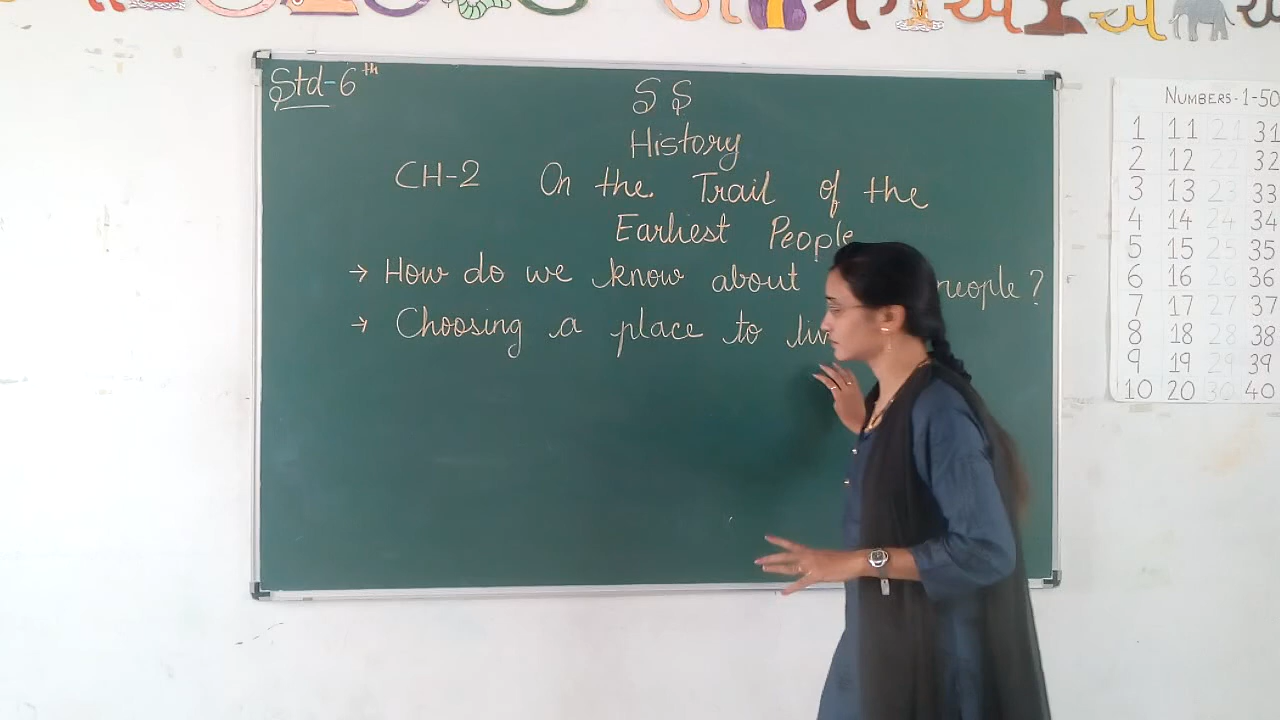 Std-6th
S S
History
CH-2 On the Trail of the
Earliest People
→ How do we know about people?
→ Choosing a place to
NUMBERS-1-50
1 11 21 31
2 12 22 32
3 13 23 33
4 14 24 34
5 15 25 35
6 16 26 36
7 17 27 37
8 18 28 38
9 19 29 39
10 20 30 40